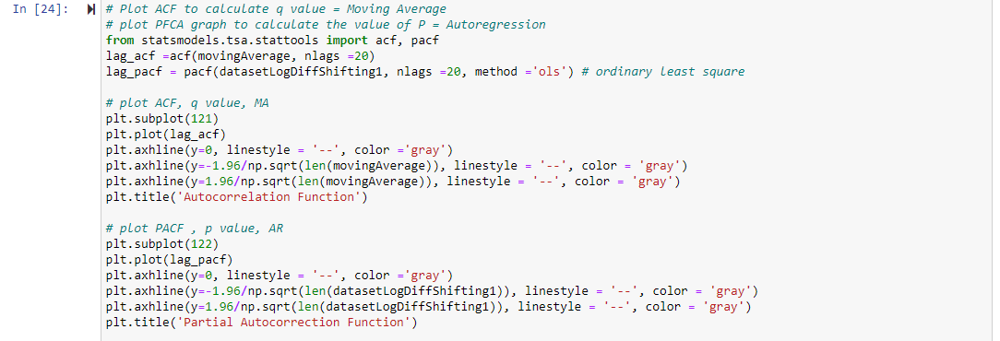 In [24]: # Plot ACF to calculate q value = Moving Average
# plot PFCA graph to calculate the value of P = Autoregression
from statsmodels.tsa.stattools import acf, pacf
lag_acf =acf(movingAverage, nlags =20)
lag_pacf = pacf(datasetLogDiffShifting1, nlags =20, method ='ols') # ordinary least square

# plot ACF, q value, MA
plt.subplot(121)
plt.plot(lag_acf)
plt.axhline(y=0, linestyle = '--', color ='gray')
plt.axhline(y=-1.96/np.sqrt(len(movingAverage)), linestyle = '--', color = 'gray')
plt.axhline(y=1.96/np.sqrt(len(movingAverage)), linestyle = '--', color = 'gray')
plt.title('Autocorrelation Function')

# plot PACF , p value, AR
plt.subplot(122)
plt.plot(lag_pacf)
plt.axhline(y=0, linestyle = '--', color ='gray')
plt.axhline(y=-1.96/np.sqrt(len(datasetLogDiffShifting1)), linestyle = '--', color = 'gray')
plt.axhline(y=1.96/np.sqrt(len(datasetLogDiffShifting1)), linestyle = '--', color = 'gray')
plt.title('Partial Autocorrection Function')